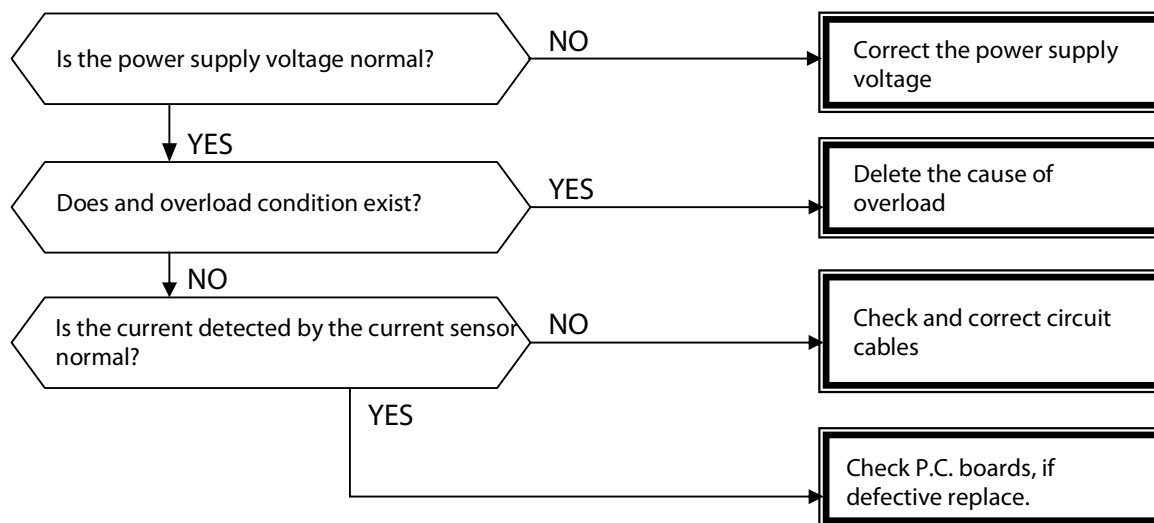 Is the power supply voltage normal?
NO
Correct the power supply
voltage
YES
Does and overload condition exist?
YES
Delete the cause of
overload
NO
Is the current detected by the current sensor
normal?
NO
Check and correct circuit
cables
YES
Check P.C. boards, if
defective replace.